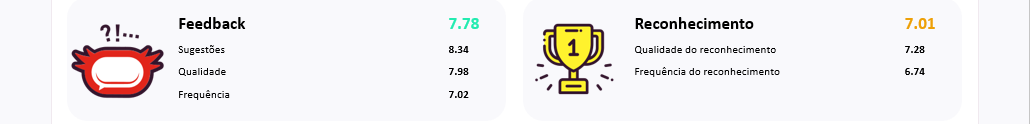 ?!...
Feedback 7.78
Sugestões 8.34
Qualidade 7.98
Frequência 7.02
1
Reconhecimento 7.01
Qualidade do reconhecimento 7.28
Frequência do reconhecimento 6.74